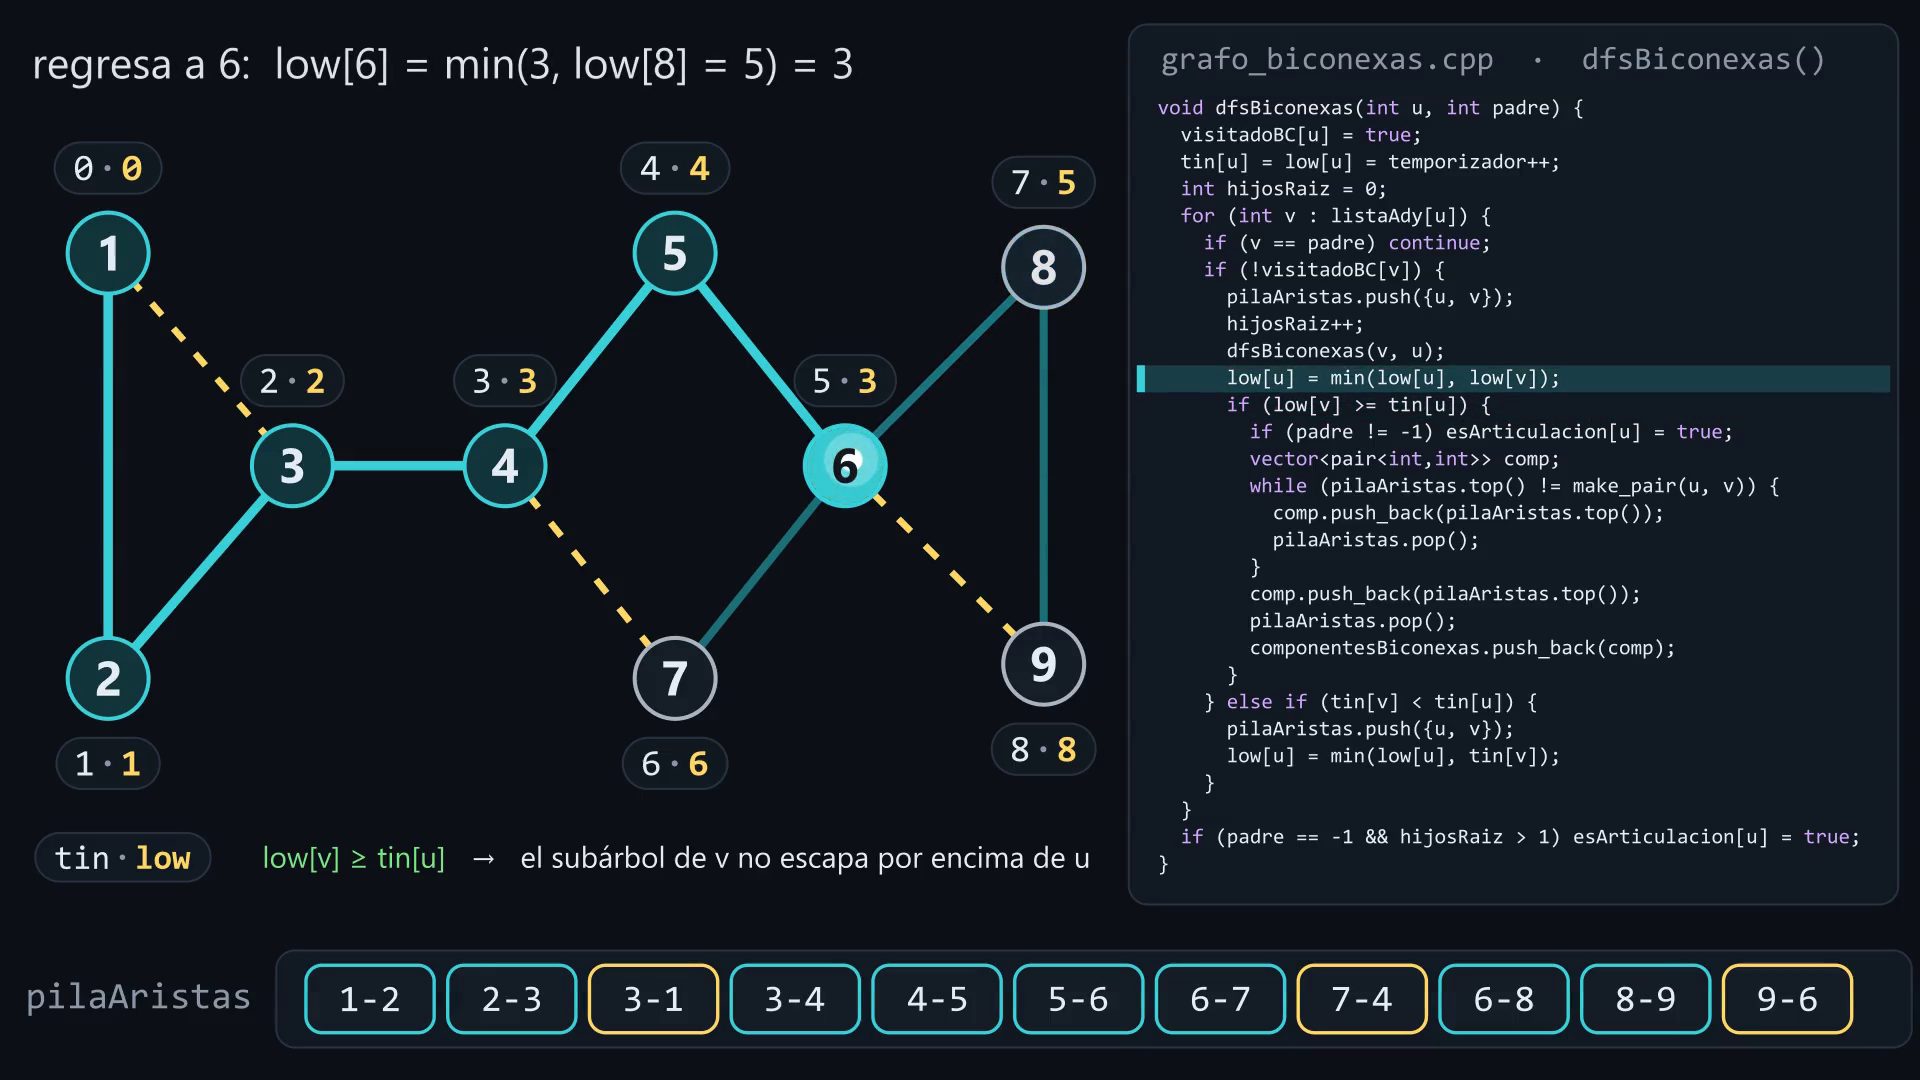 regresa a 6:  low[6] = min(3, low[8] = 5) = 3
0·0
4·4
7·5
1
5
8
2·2
3·3
5·3
3
4
6
2
7
9
1·1
6·6
8·8
tin·low
low[v] ≥ tin[u] → el subárbol de v no escapa por encima de u
grafo_biconexas.cpp · dfsBiconexas()
void dfsBiconexas(int u, int padre) {
  visitadoBC[u] = true;
  tin[u] = low[u] = temporizador++;
  int hijosRaiz = 0;
  for (int v : listaAdy[u]) {
    if (v == padre) continue;
    if (!visitadoBC[v]) {
      pilaAristas.push({u, v});
      hijosRaiz++;
      dfsBiconexas(v, u);
      low[u] = min(low[u], low[v]);
      if (low[v] >= tin[u]) {
        if (padre != -1) esArticulacion[u] = true;
        vector<pair<int,int>> comp;
        while (pilaAristas.top() != make_pair(u, v)) {
          comp.push_back(pilaAristas.top());
          pilaAristas.pop();
        }
        comp.push_back(pilaAristas.top());
        pilaAristas.pop();
        componentesBiconexas.push_back(comp);
      }
    } else if (tin[v] < tin[u]) {
      pilaAristas.push({u, v});
      low[u] = min(low[u], tin[v]);
    }
  }
  if (padre == -1 && hijosRaiz > 1) esArticulacion[u] = true;
}
pilaAristas 1-2 2-3 3-1 3-4 4-5 5-6 6-7 7-4 6-8 8-9 9-6